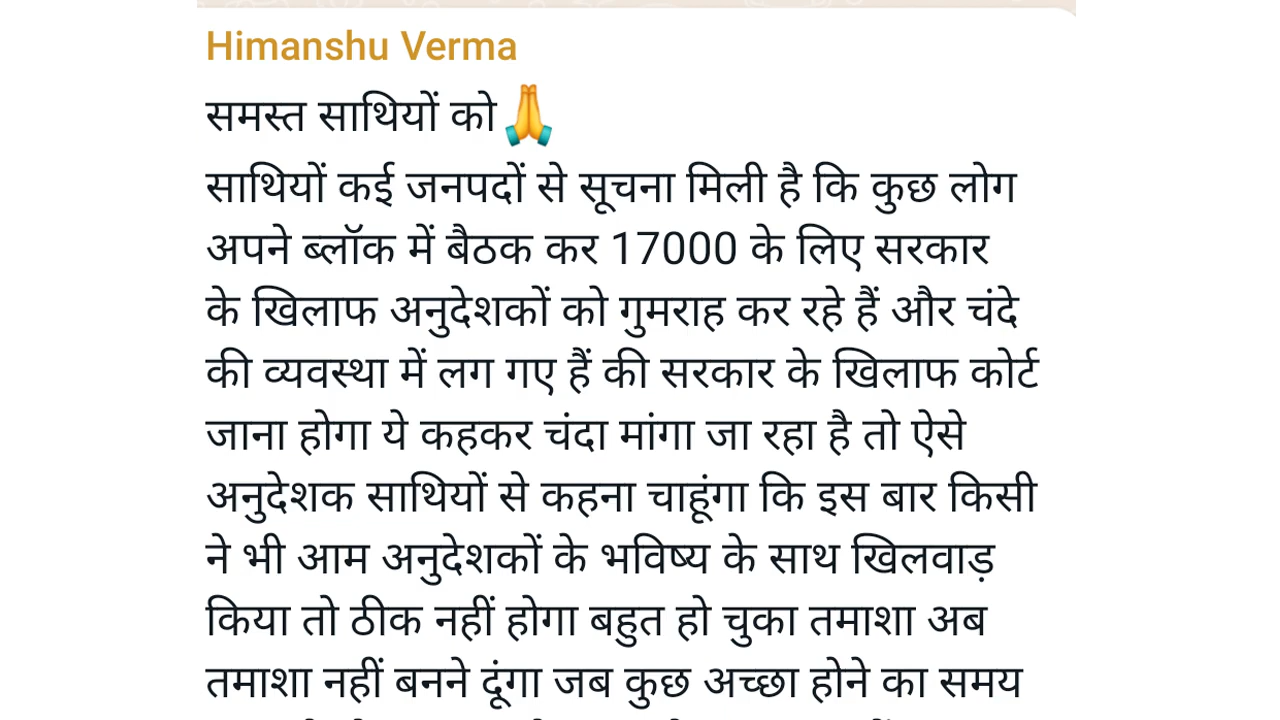 Himanshu Verma
समस्त साथियों को🙏
साथियों कई जनपदों से सूचना मिली है कि कुछ लोग
अपने ब्लॉक में बैठक कर 17000 के लिए सरकार
के खिलाफ अनुदेशकों को गुमराह कर रहे हैं और चंदे
की व्यवस्था में लग गए हैं की सरकार के खिलाफ कोर्ट
जाना होगा ये कहकर चंदा मांगा जा रहा है तो ऐसे
अनुदेशक साथियों से कहना चाहूंगा कि इस बार किसी
ने भी आम अनुदेशकों के भविष्य के साथ खिलवाड़
किया तो ठीक नहीं होगा बहुत हो चुका तमाशा अब
तमाशा नहीं बनने दूंगा जब कुछ अच्छा होने का समय